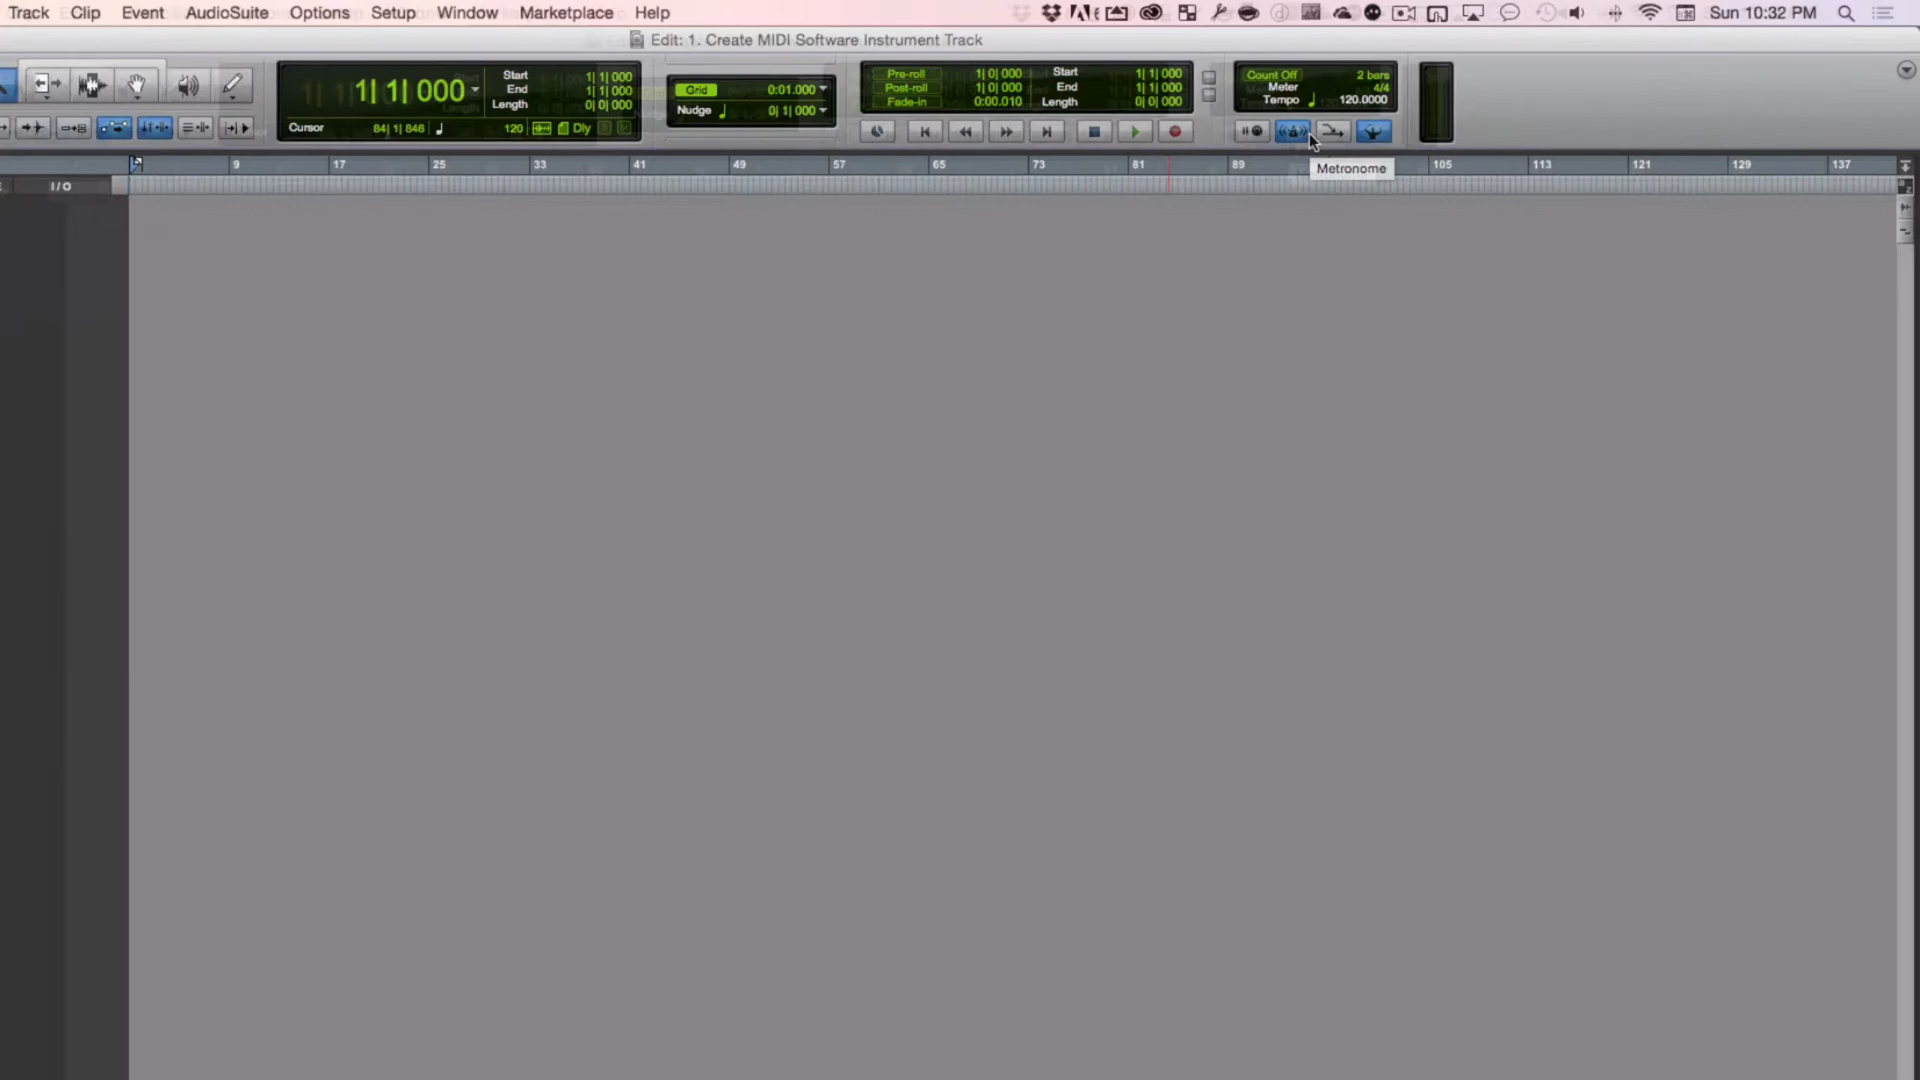 Track Clip Event AudioSuite Options Setup Window Marketplace Help Sun 10:32 PM
Edit: 1. Create MIDI Software Instrument Track
1| 1| 000
Start 1| 1| 000
End 1| 1| 000
Length 0| 0| 000
Cursor 84| 1| 846 120 Dly
Grid 0:01.000
Nudge 0| 1| 000
Pre-roll 1| 0| 000 Start 1| 1| 000
Post-roll 1| 0| 000 End 1| 1| 000
Fade-in 0:00.010 Length 0| 0| 000
Count Off 2 bars
Meter 4/4
Tempo 120.0000
9 17 25 33 41 49 57 65 73 81 89 105 113 121 129 137
Metronome
I/O